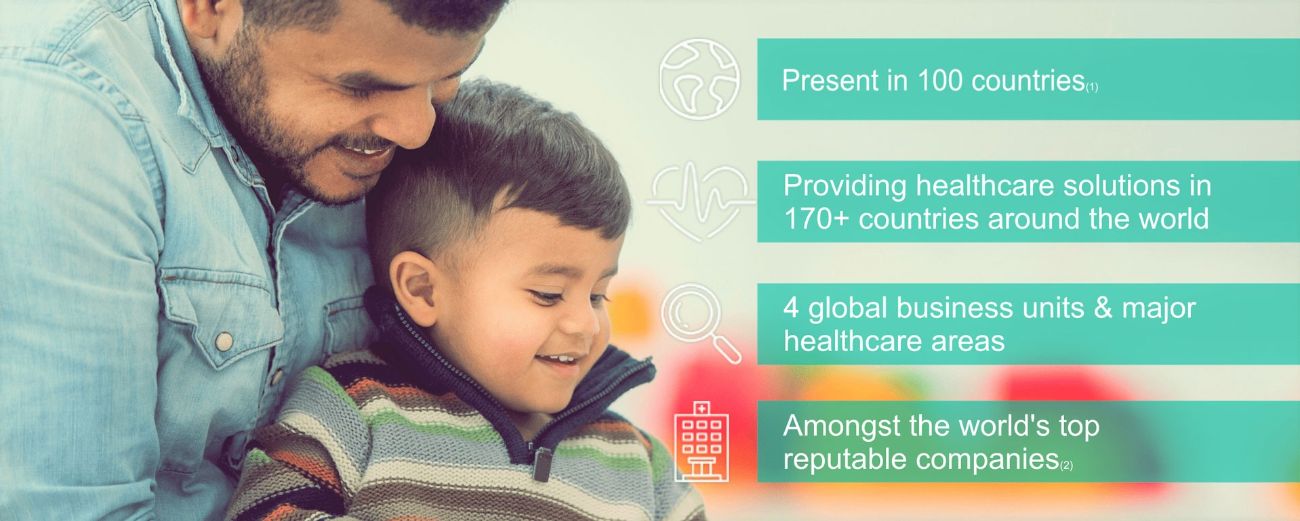 Present in 100 countries(1)
Providing healthcare solutions in
170+ countries around the world
4 global business units & major
healthcare areas
Amongst the world's top
reputable companies(2)